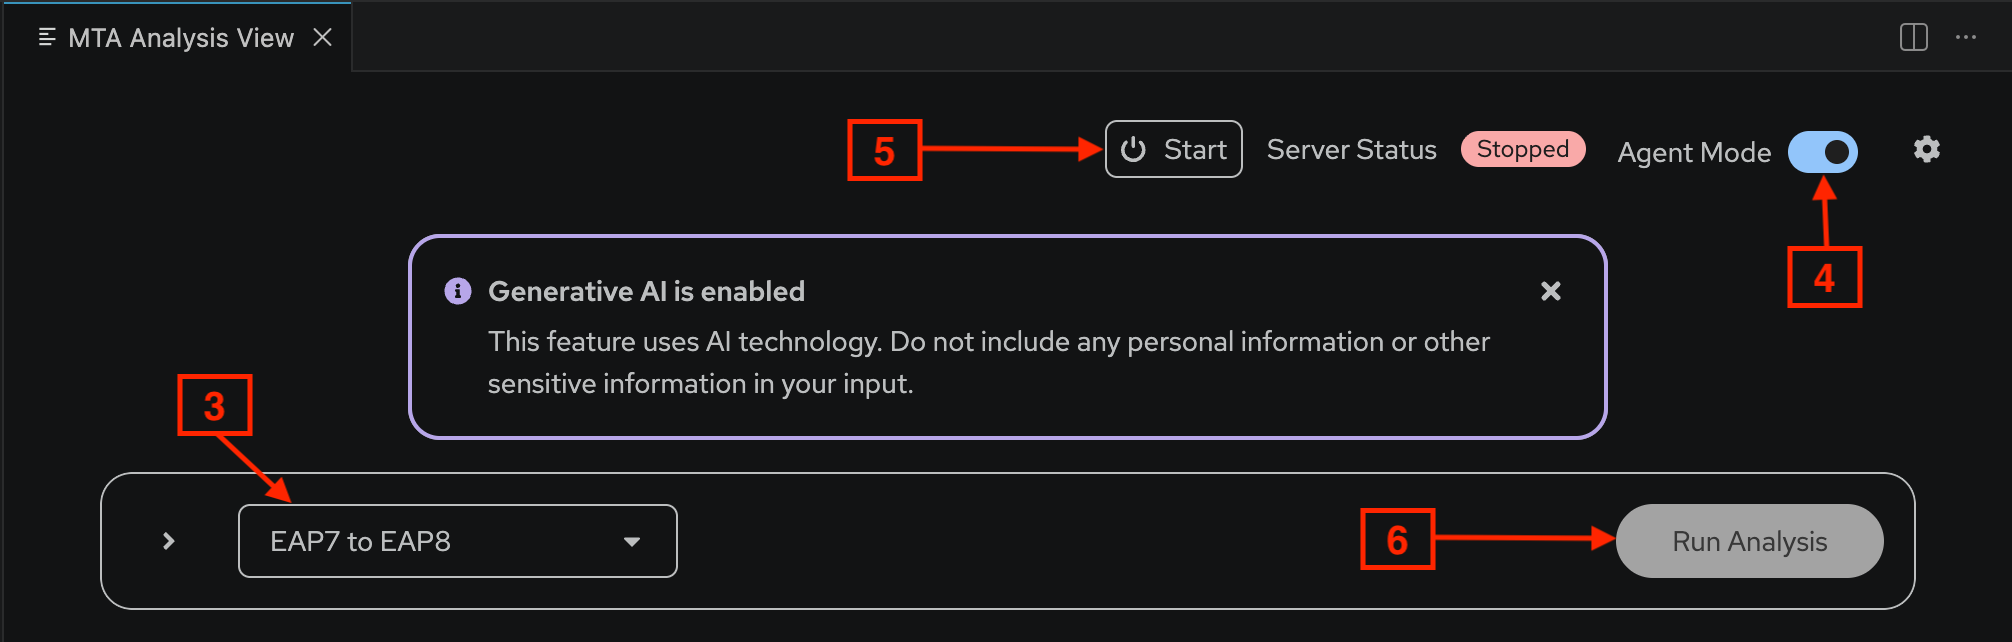 MTA Analysis View
5
Start
Server Status
Stopped
Agent Mode
4
Generative AI is enabled
This feature uses AI technology. Do not include any personal information or other
sensitive information in your input.
3
EAP7 to EAP8
6
Run Analysis